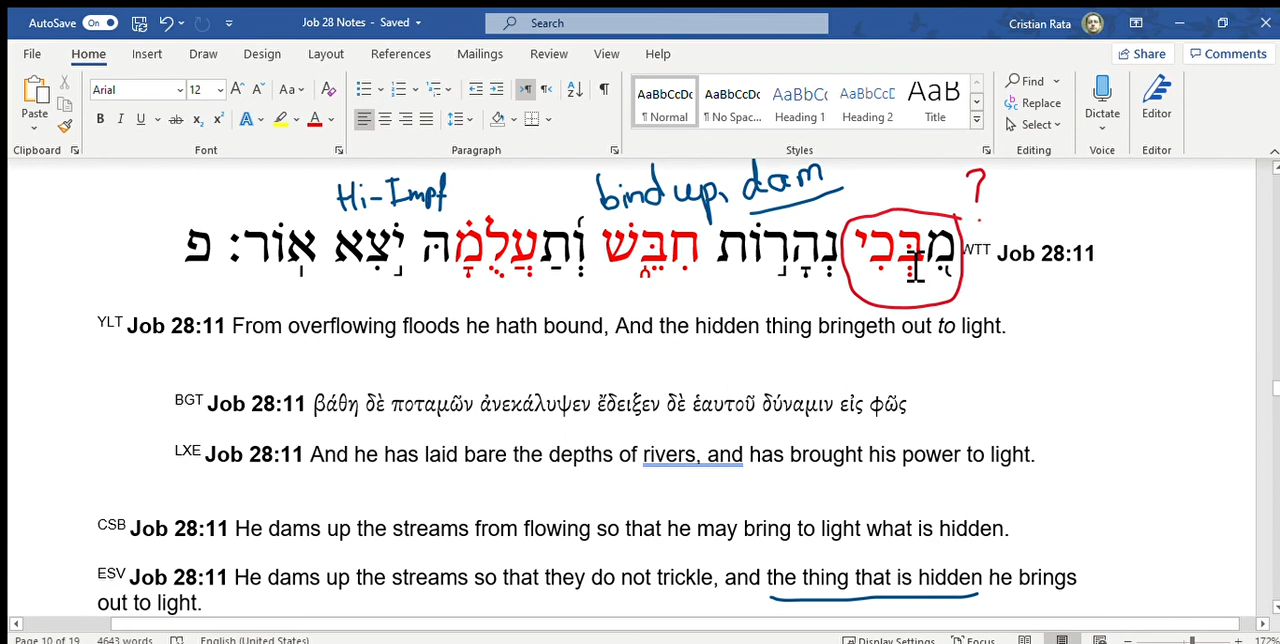 AutoSave On Job 28 Notes - Saved Search Cristian Rata
File Home Insert Draw Design Layout References Mailings Review View Help Share Comments
Paste Arial 12 A^ A˅ Aa A AaBbCcDc AaBbCcDc AaBbCc AaBbCcD AaB Find Replace Select Dictate Editor
B I U ab x₂ x² A A ¶ Normal ¶ No Spac... Heading 1 Heading 2 Title
Clipboard Font Paragraph Styles Editing Voice Editor
Hi-Impf bind up, dam ?
WTT Job 28:11 מִ֭בְּכִי נְהָר֣וֹת חִבֵּ֑שׁ וְ֝תַעֲלֻמָ֗הּ יֹ֣צִא אֽוֹר׃ פ
YLT Job 28:11 From overflowing floods he hath bound, And the hidden thing bringeth out to light.
BGT Job 28:11 βάθη δὲ ποταμῶν ἀνεκάλυψεν ἔδειξεν δὲ ἑαυτοῦ δύναμιν εἰς φῶς
LXE Job 28:11 And he has laid bare the depths of rivers, and has brought his power to light.
CSB Job 28:11 He dams up the streams from flowing so that he may bring to light what is hidden.
ESV Job 28:11 He dams up the streams so that they do not trickle, and the thing that is hidden he brings
out to light.
Page 10 of 19 4643 words English (United States) Display Settings Focus 172%